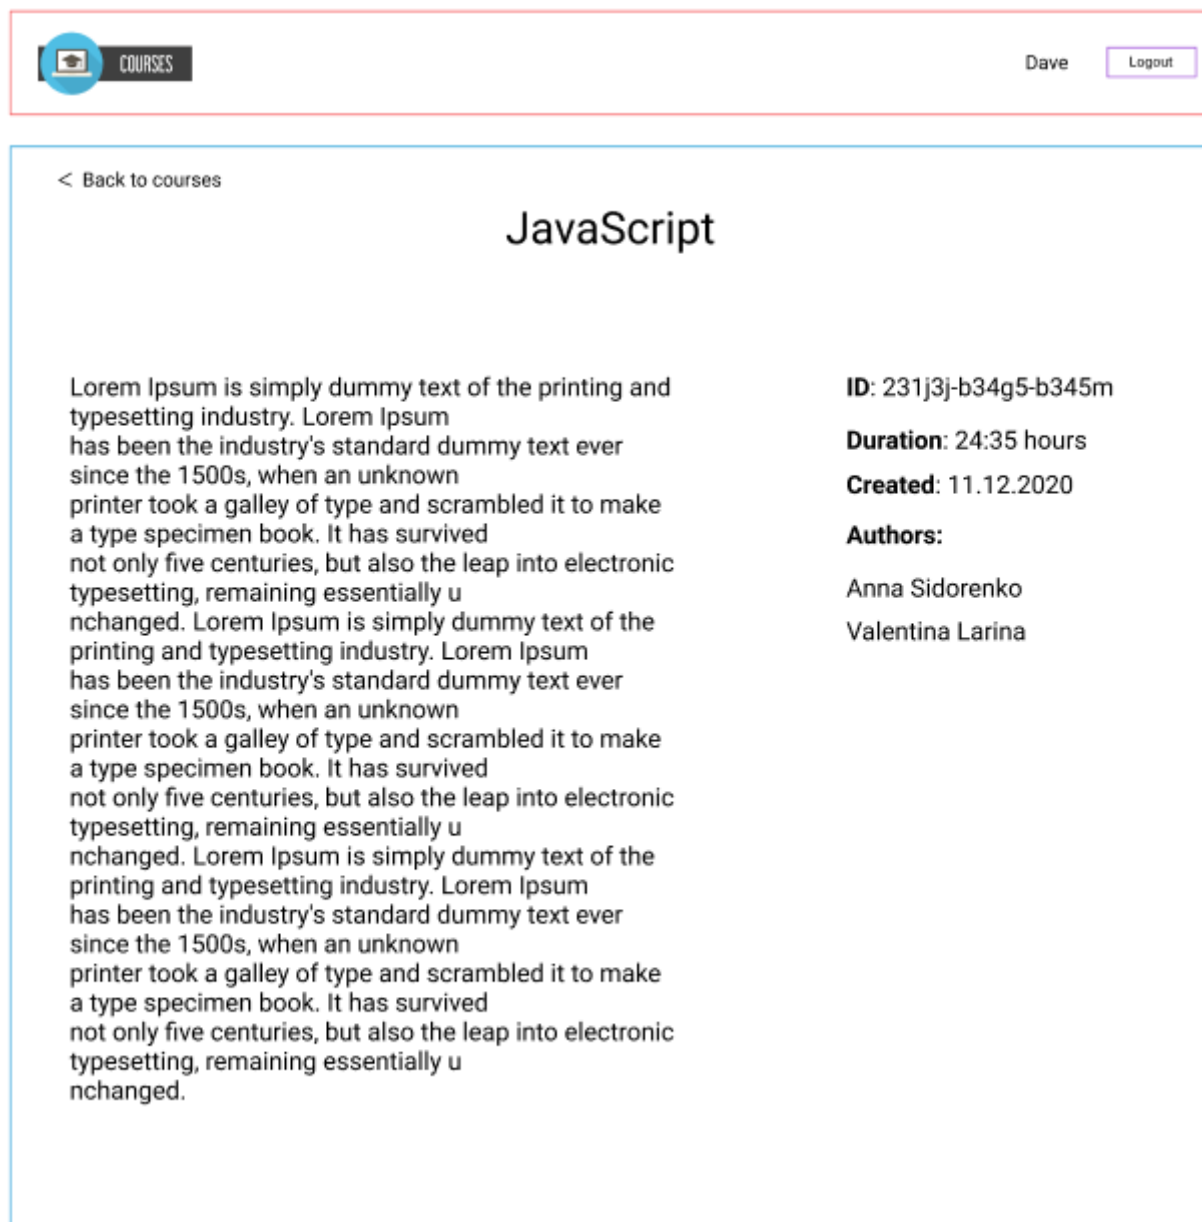 COURSES
Dave
Logout
< Back to courses
JavaScript
Lorem Ipsum is simply dummy text of the printing and
typesetting industry. Lorem Ipsum
has been the industry's standard dummy text ever
since the 1500s, when an unknown
printer took a galley of type and scrambled it to make
a type specimen book. It has survived
not only five centuries, but also the leap into electronic
typesetting, remaining essentially u
nchanged. Lorem Ipsum is simply dummy text of the
printing and typesetting industry. Lorem Ipsum
has been the industry's standard dummy text ever
since the 1500s, when an unknown
printer took a galley of type and scrambled it to make
a type specimen book. It has survived
not only five centuries, but also the leap into electronic
typesetting, remaining essentially u
nchanged. Lorem Ipsum is simply dummy text of the
printing and typesetting industry. Lorem Ipsum
has been the industry's standard dummy text ever
since the 1500s, when an unknown
printer took a galley of type and scrambled it to make
a type specimen book. It has survived
not only five centuries, but also the leap into electronic
typesetting, remaining essentially u
nchanged.
ID: 231j3j-b34g5-b345m
Duration: 24:35 hours
Created: 11.12.2020
Authors:
Anna Sidorenko
Valentina Larina